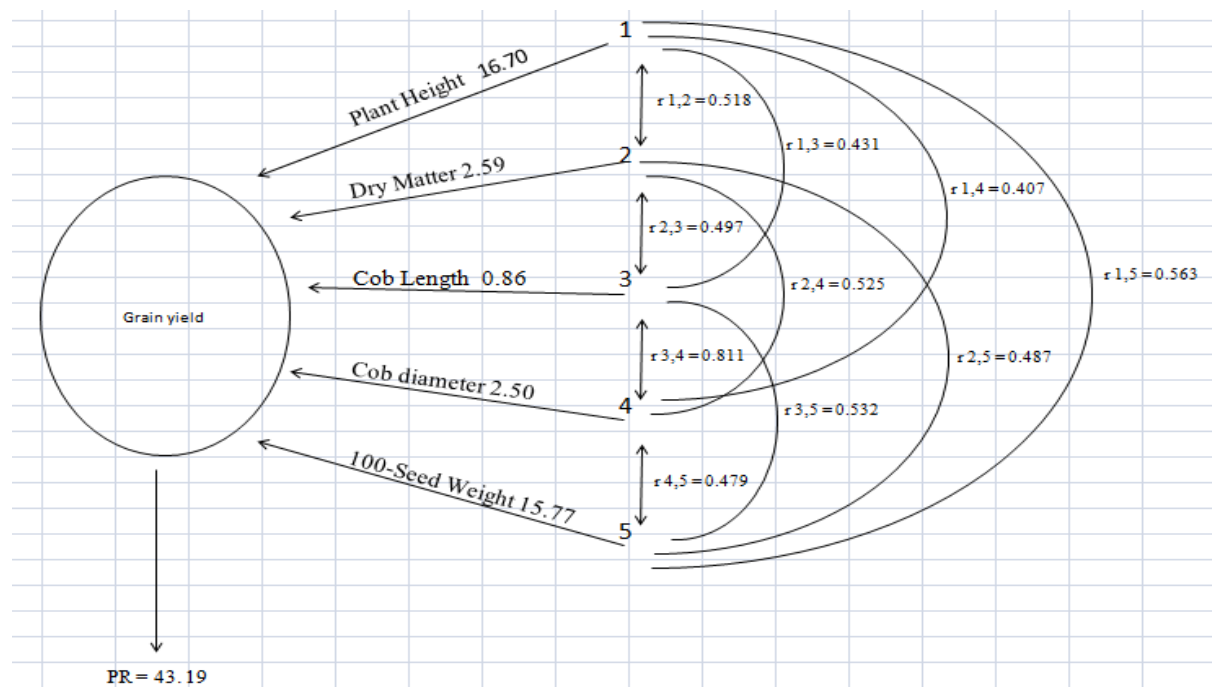 1
Plant Height 16.70
r 1,2 = 0.518
r 1,3 = 0.431
2
Dry Matter 2.59
r 1,4 = 0.407
r 2,3 = 0.497
3
Cob Length 0.86
r 1,5 = 0.563
r 2,4 = 0.525
Grain yield
r 3,4 = 0.811
r 2,5 = 0.487
Cob diameter 2.50
4
r 3,5 = 0.532
100-Seed Weight 15.77
r 4,5 = 0.479
5
PR = 43.19